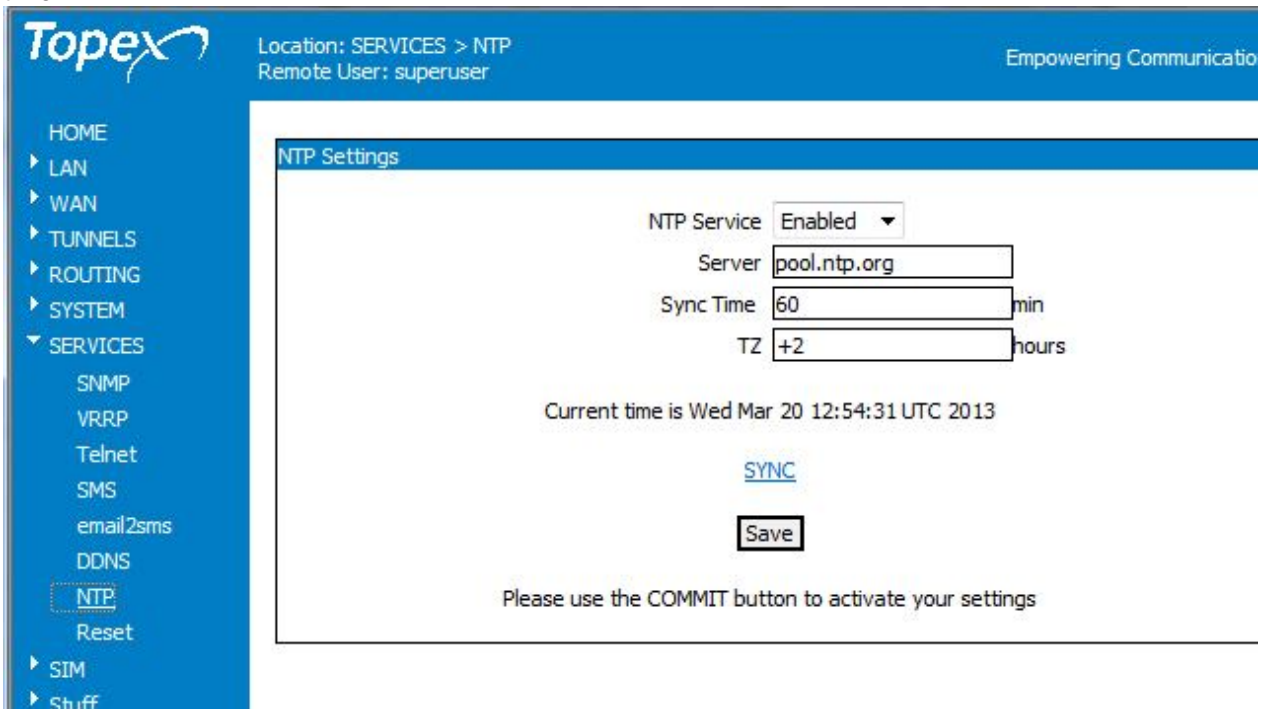 Topex
Location: SERVICES > NTP
Remote User: superuser
Empowering Communicatio
HOME
LAN
WAN
TUNNELS
ROUTING
SYSTEM
SERVICES
SNMP
VRRP
Telnet
SMS
email2sms
DDNS
NTP
Reset
SIM
Stuff
NTP Settings
NTP Service Enabled
Server pool.ntp.org
Sync Time 60 min
TZ +2 hours
Current time is Wed Mar 20 12:54:31 UTC 2013
SYNC
Save
Please use the COMMIT button to activate your settings